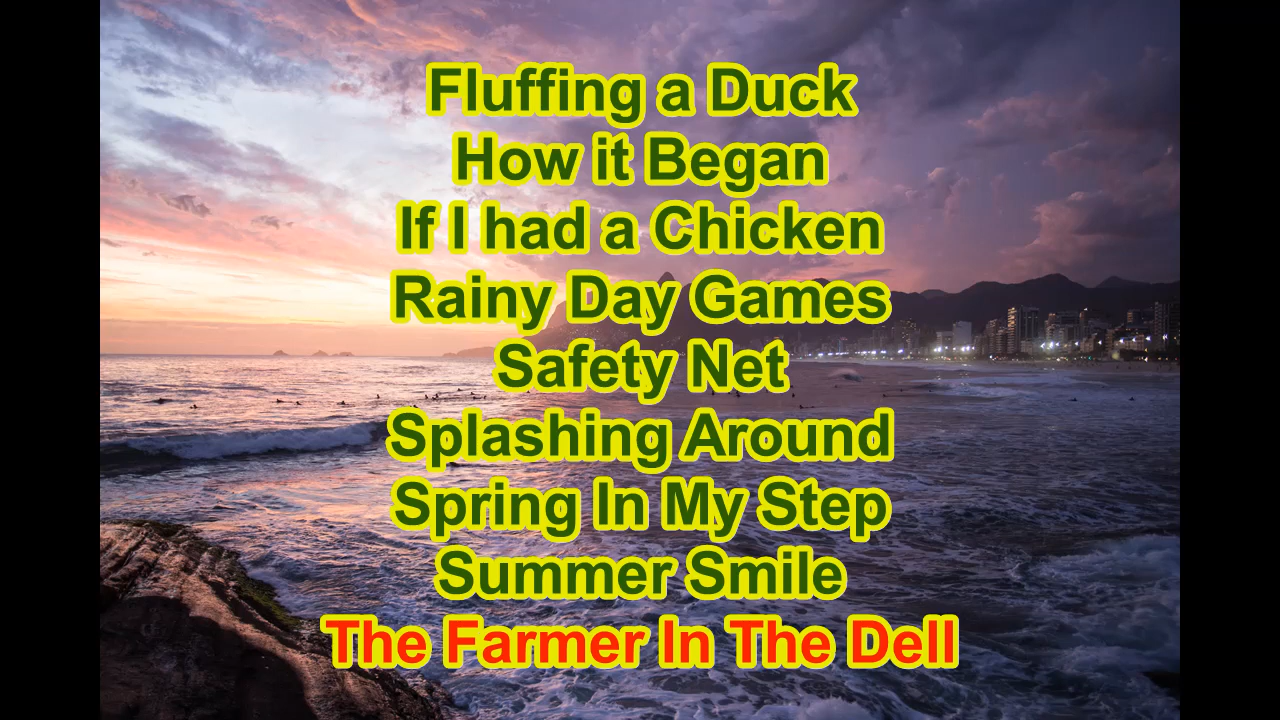 Fluffing a Duck
How it Began
If I had a Chicken
Rainy Day Games
Safety Net
Splashing Around
Spring In My Step
Summer Smile
The Farmer In The Dell